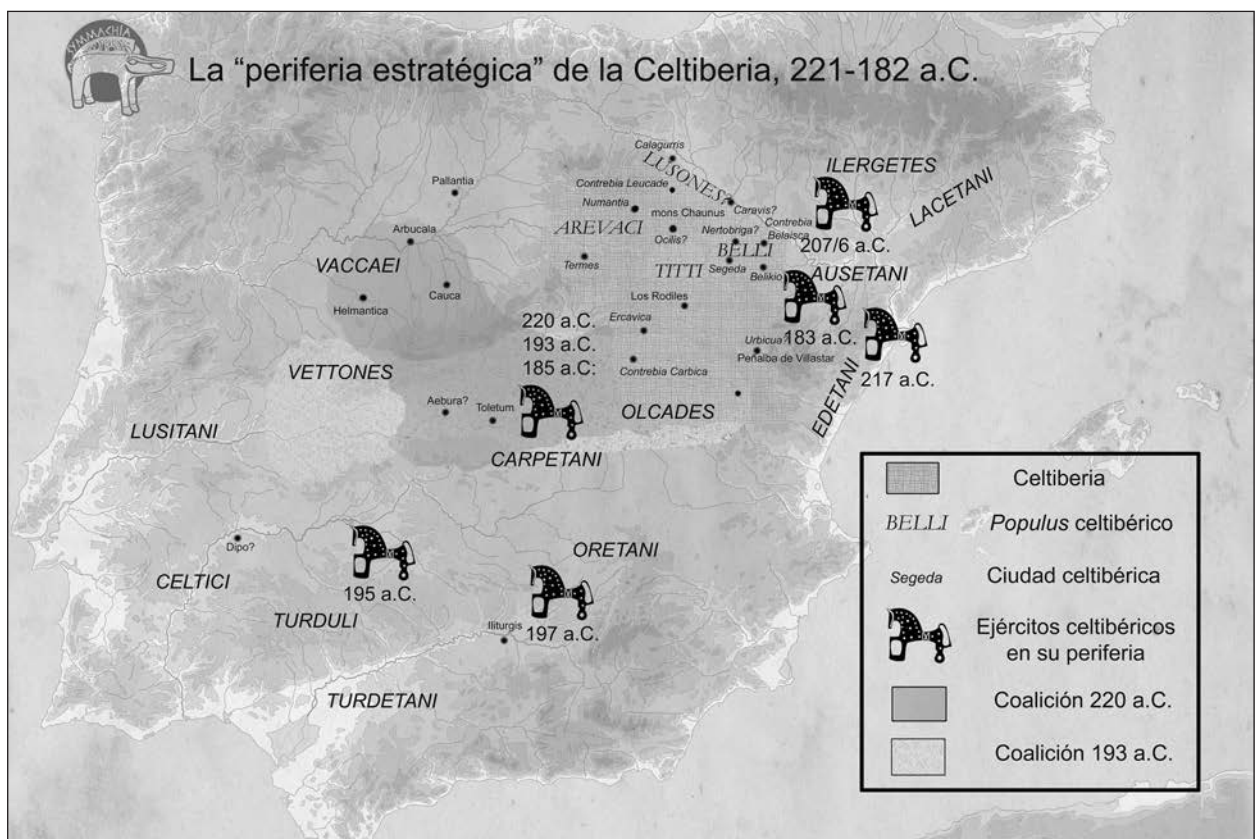 SYMMACHIA
La “periferia estratégica” de la Celtiberia, 221-182 a.C.
Calagurris
LUSONES?
ILERGETES
LACETANI
Pallantia
Contrebia Leucade
Numantia
mons Chaunus
Caravis?
Contrebia
Belaisca
207/6 a.C.
Arbucala
AREVACI
Ocilis?
Nertobriga?
BELLI
VACCAEI
Termes
TITTI
Segeda
Belikio
AUSETANI
Cauca
Helmantica
Los Rodiles
220 a.C.
193 a.C.
185 a.C:
Ercavica
Urbicua?
183 a.C.
Peñalba de Villastar
217 a.C.
VETTONES
Contrebia Carbica
Aebura?
Toletum
OLCADES
EDETANI
LUSITANI
CARPETANI
Dipo?
ORETANI
CELTICI
195 a.C.
TURDULI
197 a.C.
Iliturgis
TURDETANI
Celtiberia
BELLI
Populus celtibérico
Segeda
Ciudad celtibérica
Ejércitos celtibéricos
en su periferia
Coalición 220 a.C.
Coalición 193 a.C.